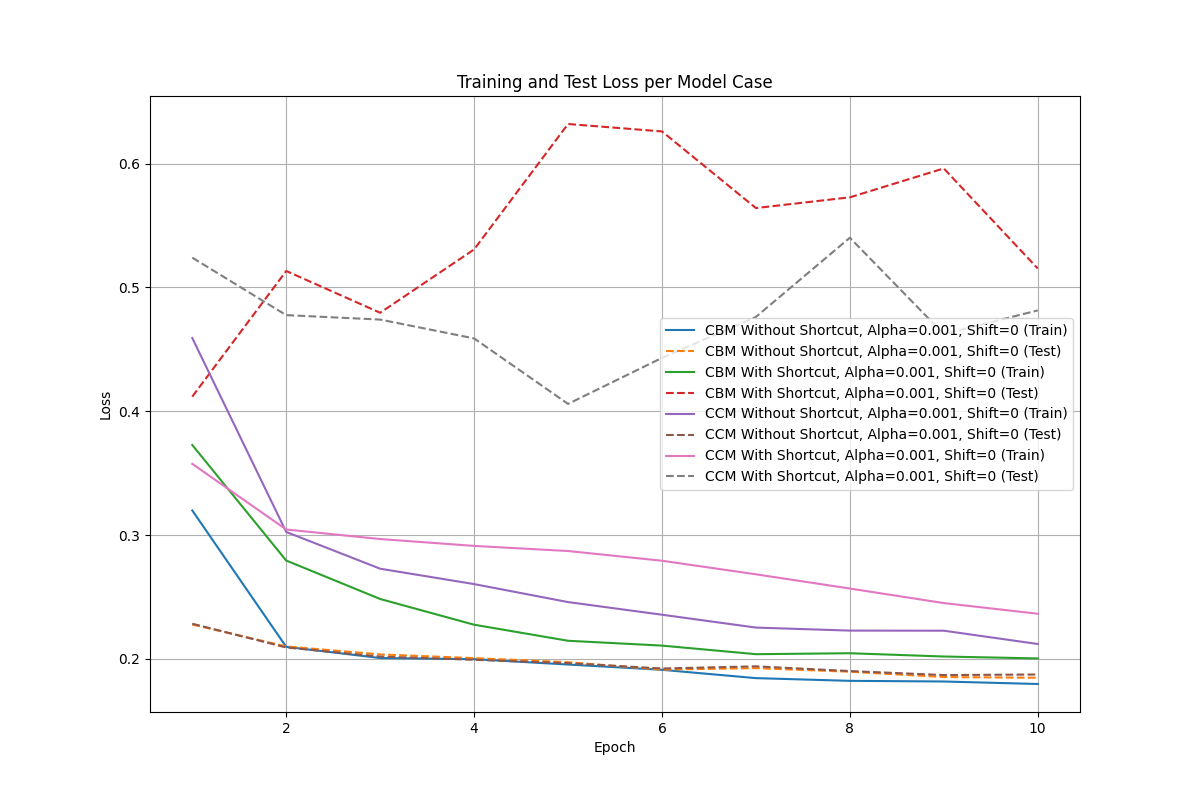 Training and Test Loss per Model Case
Loss
0.6
0.5
0.4
0.3
0.2
CBM Without Shortcut, Alpha=0.001, Shift=0 (Train)
CBM Without Shortcut, Alpha=0.001, Shift=0 (Test)
CBM With Shortcut, Alpha=0.001, Shift=0 (Train)
CBM With Shortcut, Alpha=0.001, Shift=0 (Test)
CCM Without Shortcut, Alpha=0.001, Shift=0 (Train)
CCM Without Shortcut, Alpha=0.001, Shift=0 (Test)
CCM With Shortcut, Alpha=0.001, Shift=0 (Train)
CCM With Shortcut, Alpha=0.001, Shift=0 (Test)
2 4 6 8 10
Epoch